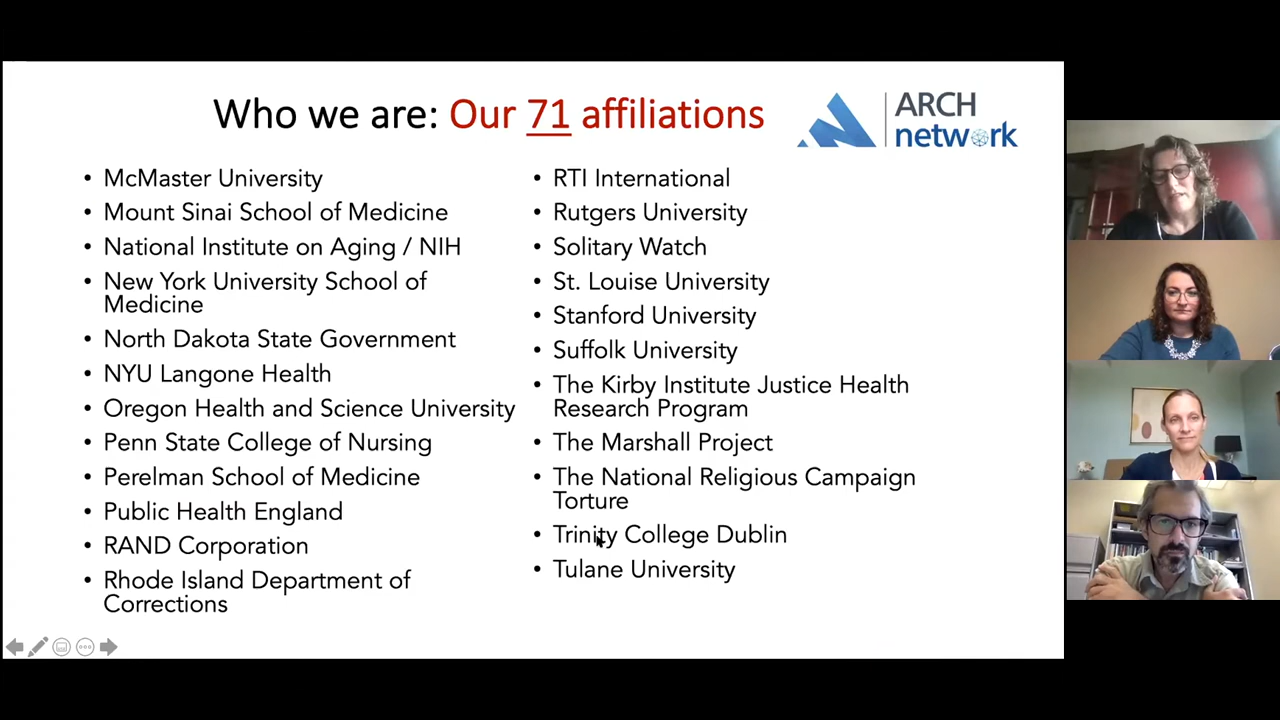 Who we are: Our 71 affiliations
ARCH
network
• McMaster University
• Mount Sinai School of Medicine
• National Institute on Aging / NIH
• New York University School of
Medicine
• North Dakota State Government
• NYU Langone Health
• Oregon Health and Science University
• Penn State College of Nursing
• Perelman School of Medicine
• Public Health England
• RAND Corporation
• Rhode Island Department of
Corrections
• RTI International
• Rutgers University
• Solitary Watch
• St. Louise University
• Stanford University
• Suffolk University
• The Kirby Institute Justice Health
Research Program
• The Marshall Project
• The National Religious Campaign
Torture
• Trinity College Dublin
• Tulane University